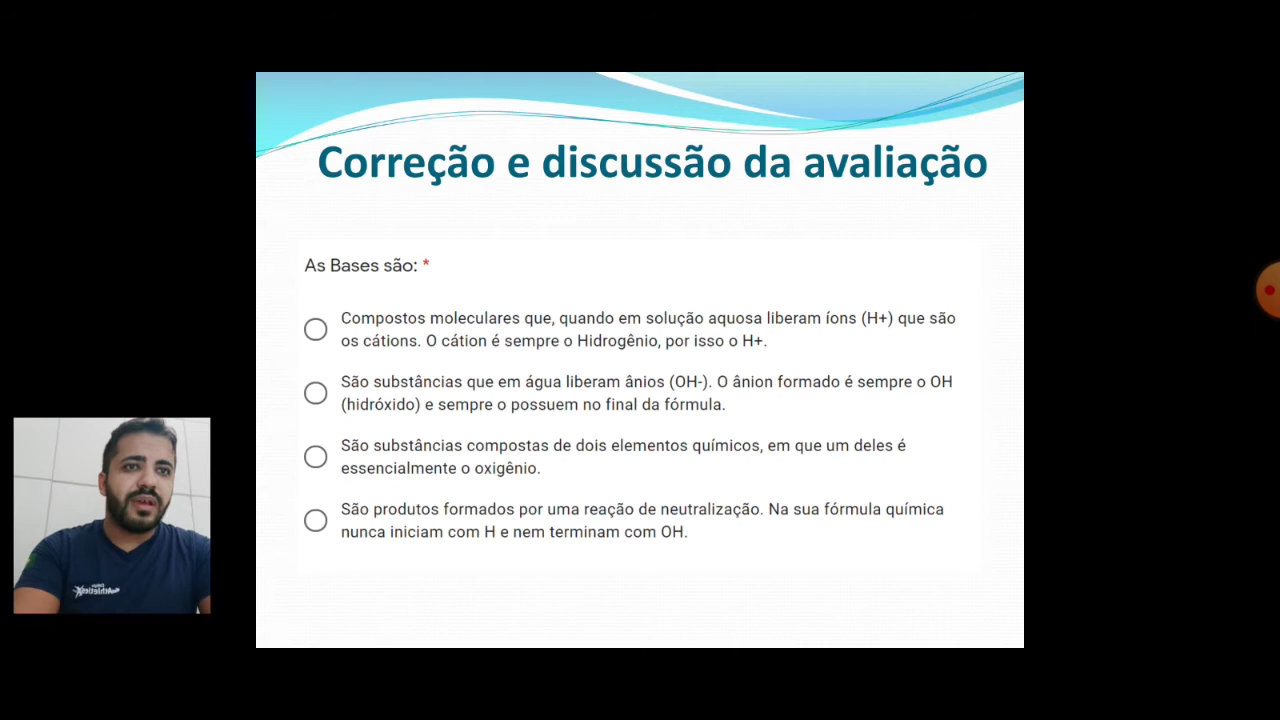 Correção e discussão da avaliação
As Bases são: *
Compostos moleculares que, quando em solução aquosa liberam íons (H+) que são
os cátions. O cátion é sempre o Hidrogênio, por isso o H+.
São substâncias que em água liberam ânios (OH-). O ânion formado é sempre o OH
(hidróxido) e sempre o possuem no final da fórmula.
São substâncias compostas de dois elementos químicos, em que um deles é
essencialmente o oxigênio.
São produtos formados por uma reação de neutralização. Na sua fórmula química
nunca iniciam com H e nem terminam com OH.